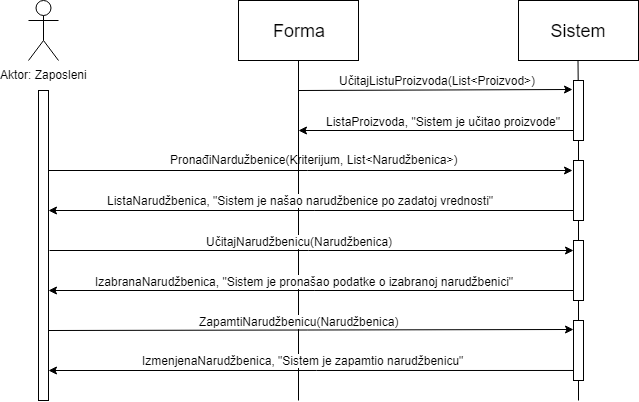 Forma
Sistem
Aktor: Zaposleni
UčitajListuProizvoda(List<Proizvod>)
ListaProizvoda, "Sistem je učitao proizvode"
PronađiNardužbenice(Kriterijum, List<Narudžbenica>)
ListaNarudžbenica, "Sistem je našao narudžbenice po zadatoj vrednosti"
UčitajNarudžbenicu(Narudžbenica)
IzabranaNarudžbenica, "Sistem je pronašao podatke o izabranoj narudžbenici"
ZapamtiNarudžbenicu(Narudžbenica)
IzmenjenaNarudžbenica, "Sistem je zapamtio narudžbenicu"